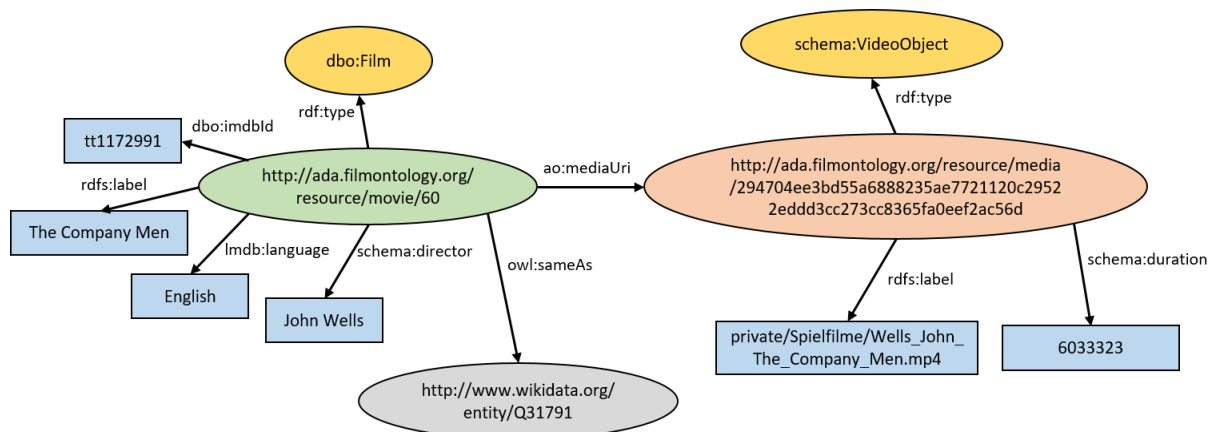 dbo:Film
schema:VideoObject
rdf:type
rdf:type
dbo:imdbId
tt1172991
http://ada.filmontology.org/
resource/movie/60
ao:mediaUri
http://ada.filmontology.org/resource/media
/294704ee3bd55a6888235ae7721120c2952
2eddd3cc273cc8365fa0eef2ac56d
rdfs:label
The Company Men
lmdb:language
schema:director
owl:sameAs
rdfs:label
schema:duration
English
John Wells
private/Spielfilme/Wells_John_
The_Company_Men.mp4
6033323
http://www.wikidata.org/
entity/Q31791